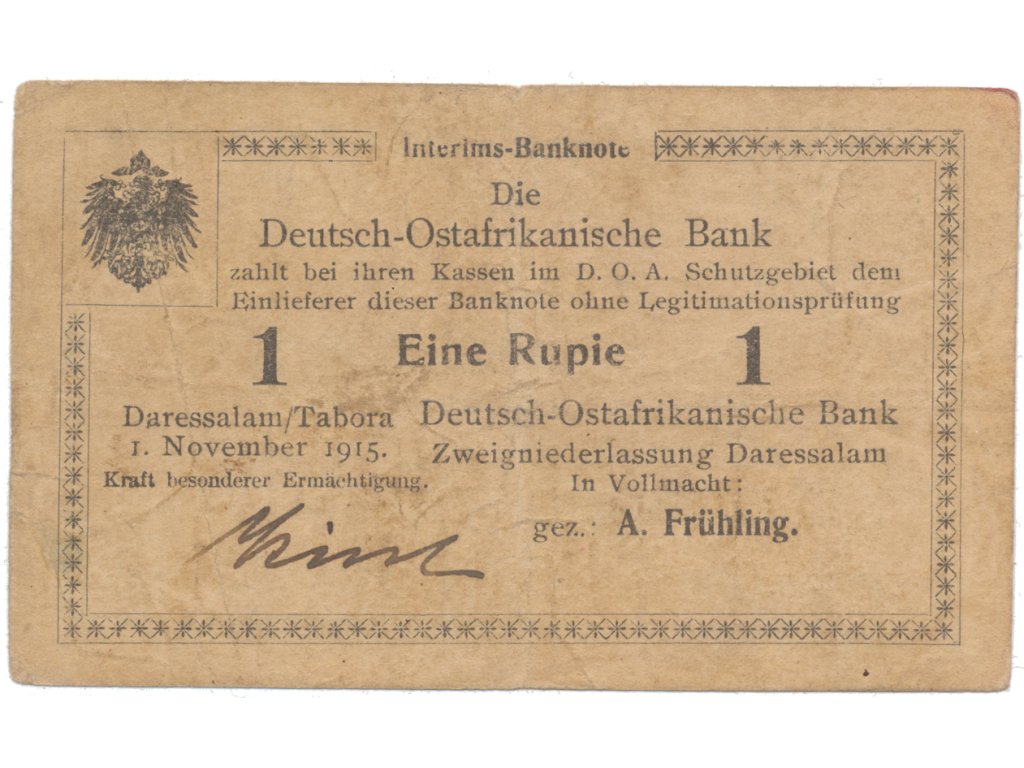 Interims-Banknote
Die
Deutsch-Ostafrikanische Bank
zahlt bei ihren Kassen im D. O. A. Schutzgebiet dem
Einlieferer dieser Banknote ohne Legitimationsprüfung
1 Eine Rupie 1
Daressalam/Tabora
1. November 1915.
Kraft besonderer Ermächtigung.
Deutsch-Ostafrikanische Bank
Zweigniederlassung Daressalam
In Vollmacht:
gez.: A. Frühling.